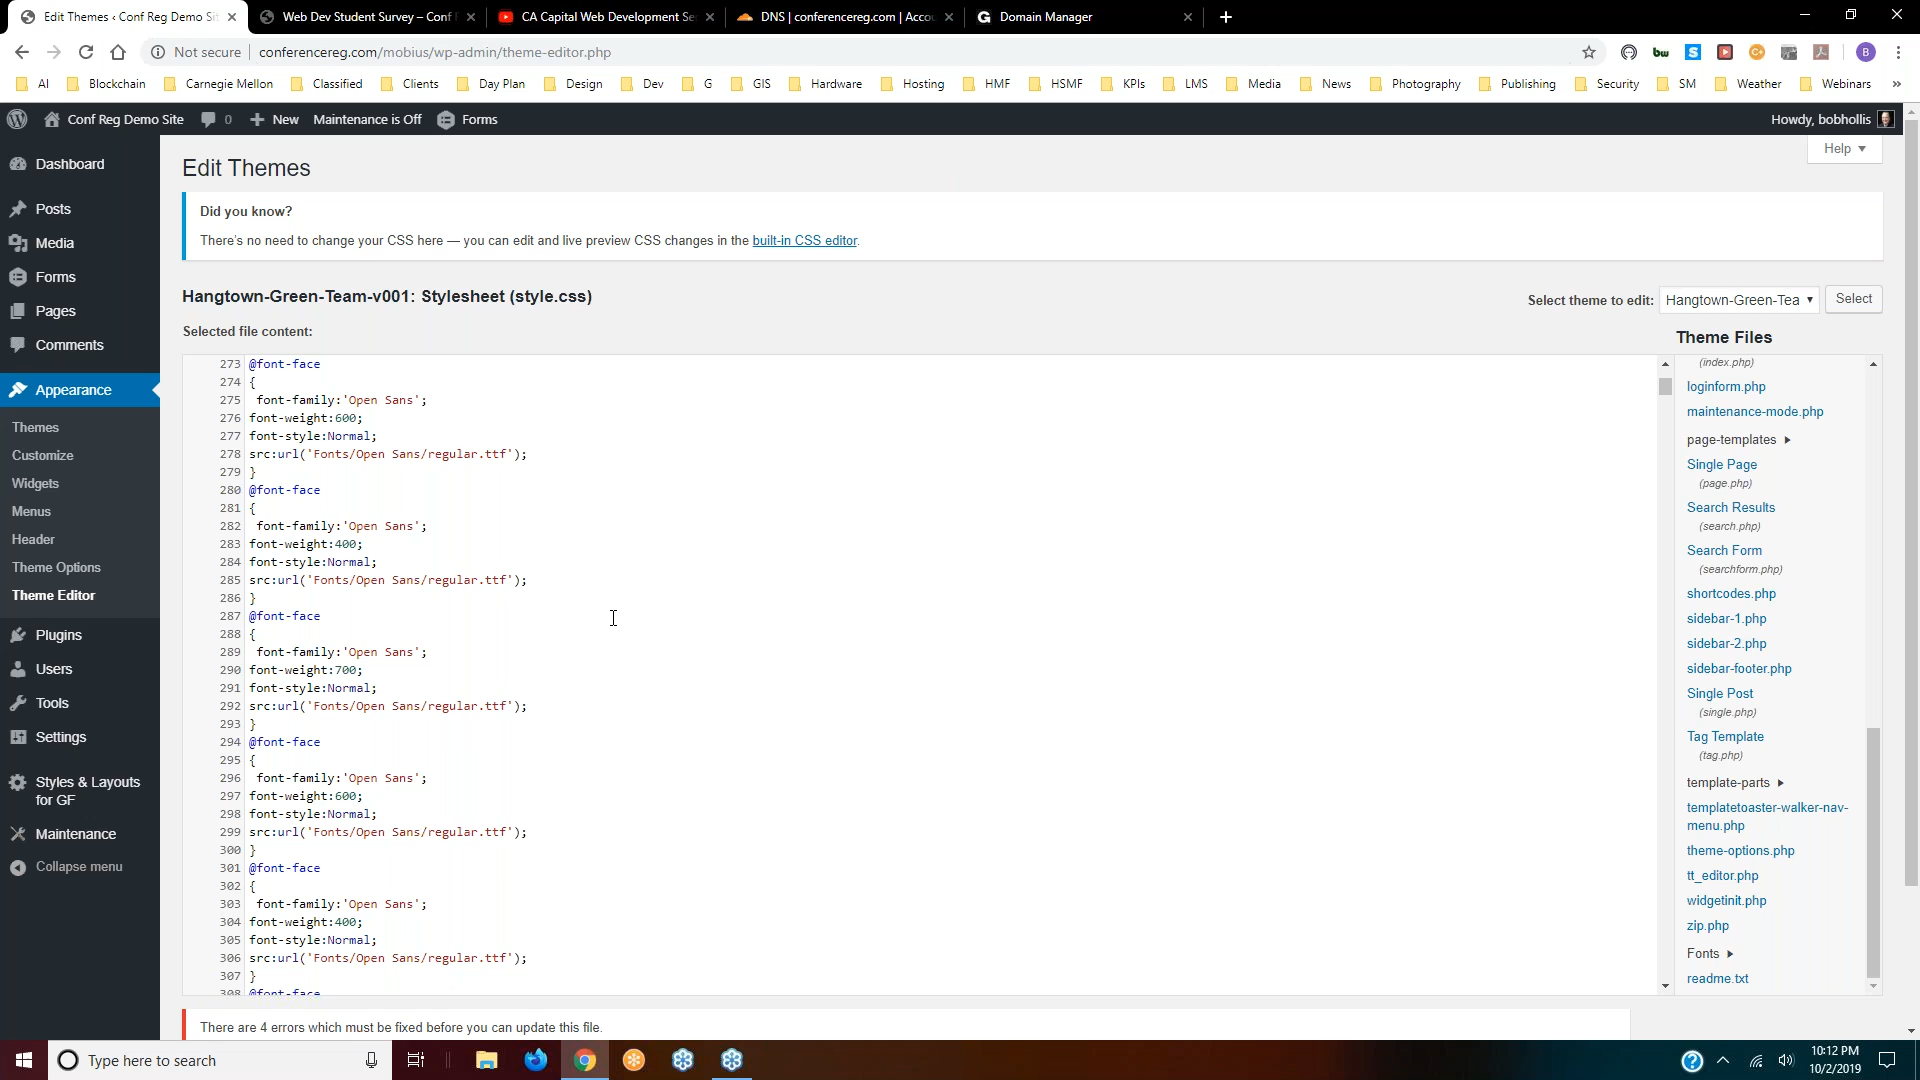 Edit Themes ‹ Conf Reg Demo Si
Web Dev Student Survey – Conf
CA Capital Web Development Se
DNS | conferencereg.com | Accou
Domain Manager
Not secure
conferencereg.com/mobius/wp-admin/theme-editor.php
AI
Blockchain
Carnegie Mellon
Classified
Clients
Day Plan
Design
Dev
G
GIS
Hardware
Hosting
HMF
HSMF
KPIs
LMS
Media
News
Photography
Publishing
Security
SM
Weather
Webinars
Conf Reg Demo Site
0
New
Maintenance is Off
Forms
Howdy, bobhollis
Dashboard
Posts
Media
Forms
Pages
Comments
Appearance
Themes
Customize
Widgets
Menus
Header
Theme Options
Theme Editor
Plugins
Users
Tools
Settings
Styles & Layouts
for GF
Maintenance
Collapse menu
Help
Edit Themes
Did you know?
There's no need to change your CSS here — you can edit and live preview CSS changes in the built-in CSS editor.
Hangtown-Green-Team-v001: Stylesheet (style.css)
Select theme to edit:
Hangtown-Green-Tea
Select
Selected file content:
273 @font-face
274 {
275 font-family:'Open Sans';
276 font-weight:600;
277 font-style:Normal;
278 src:url('Fonts/Open Sans/regular.ttf');
279 }
280 @font-face
281 {
282 font-family:'Open Sans';
283 font-weight:400;
284 font-style:Normal;
285 src:url('Fonts/Open Sans/regular.ttf');
286 }
287 @font-face
288 {
289 font-family:'Open Sans';
290 font-weight:700;
291 font-style:Normal;
292 src:url('Fonts/Open Sans/regular.ttf');
293 }
294 @font-face
295 {
296 font-family:'Open Sans';
297 font-weight:600;
298 font-style:Normal;
299 src:url('Fonts/Open Sans/regular.ttf');
300 }
301 @font-face
302 {
303 font-family:'Open Sans';
304 font-weight:400;
305 font-style:Normal;
306 src:url('Fonts/Open Sans/regular.ttf');
307 }
308 @font-face
Theme Files
(index.php)
loginform.php
maintenance-mode.php
page-templates
Single Page
(page.php)
Search Results
(search.php)
Search Form
(searchform.php)
shortcodes.php
sidebar-1.php
sidebar-2.php
sidebar-footer.php
Single Post
(single.php)
Tag Template
(tag.php)
template-parts
templatetoaster-walker-nav-
menu.php
theme-options.php
tt_editor.php
widgetinit.php
zip.php
Fonts
readme.txt
There are 4 errors which must be fixed before you can update this file.
Type here to search
10:12 PM
10/2/2019